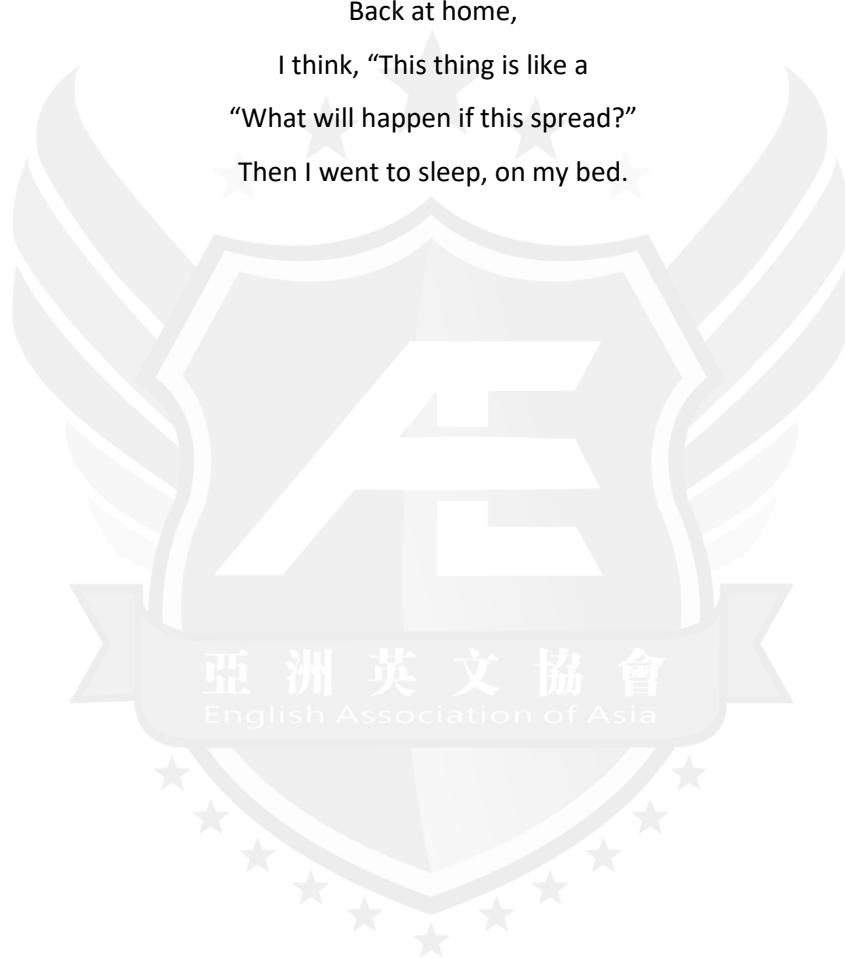 Back at home,
I think, “This thing is like a
“What will happen if this spread?”
Then I went to sleep, on my bed.
Æ
亞洲英文協會
English Association of Asia